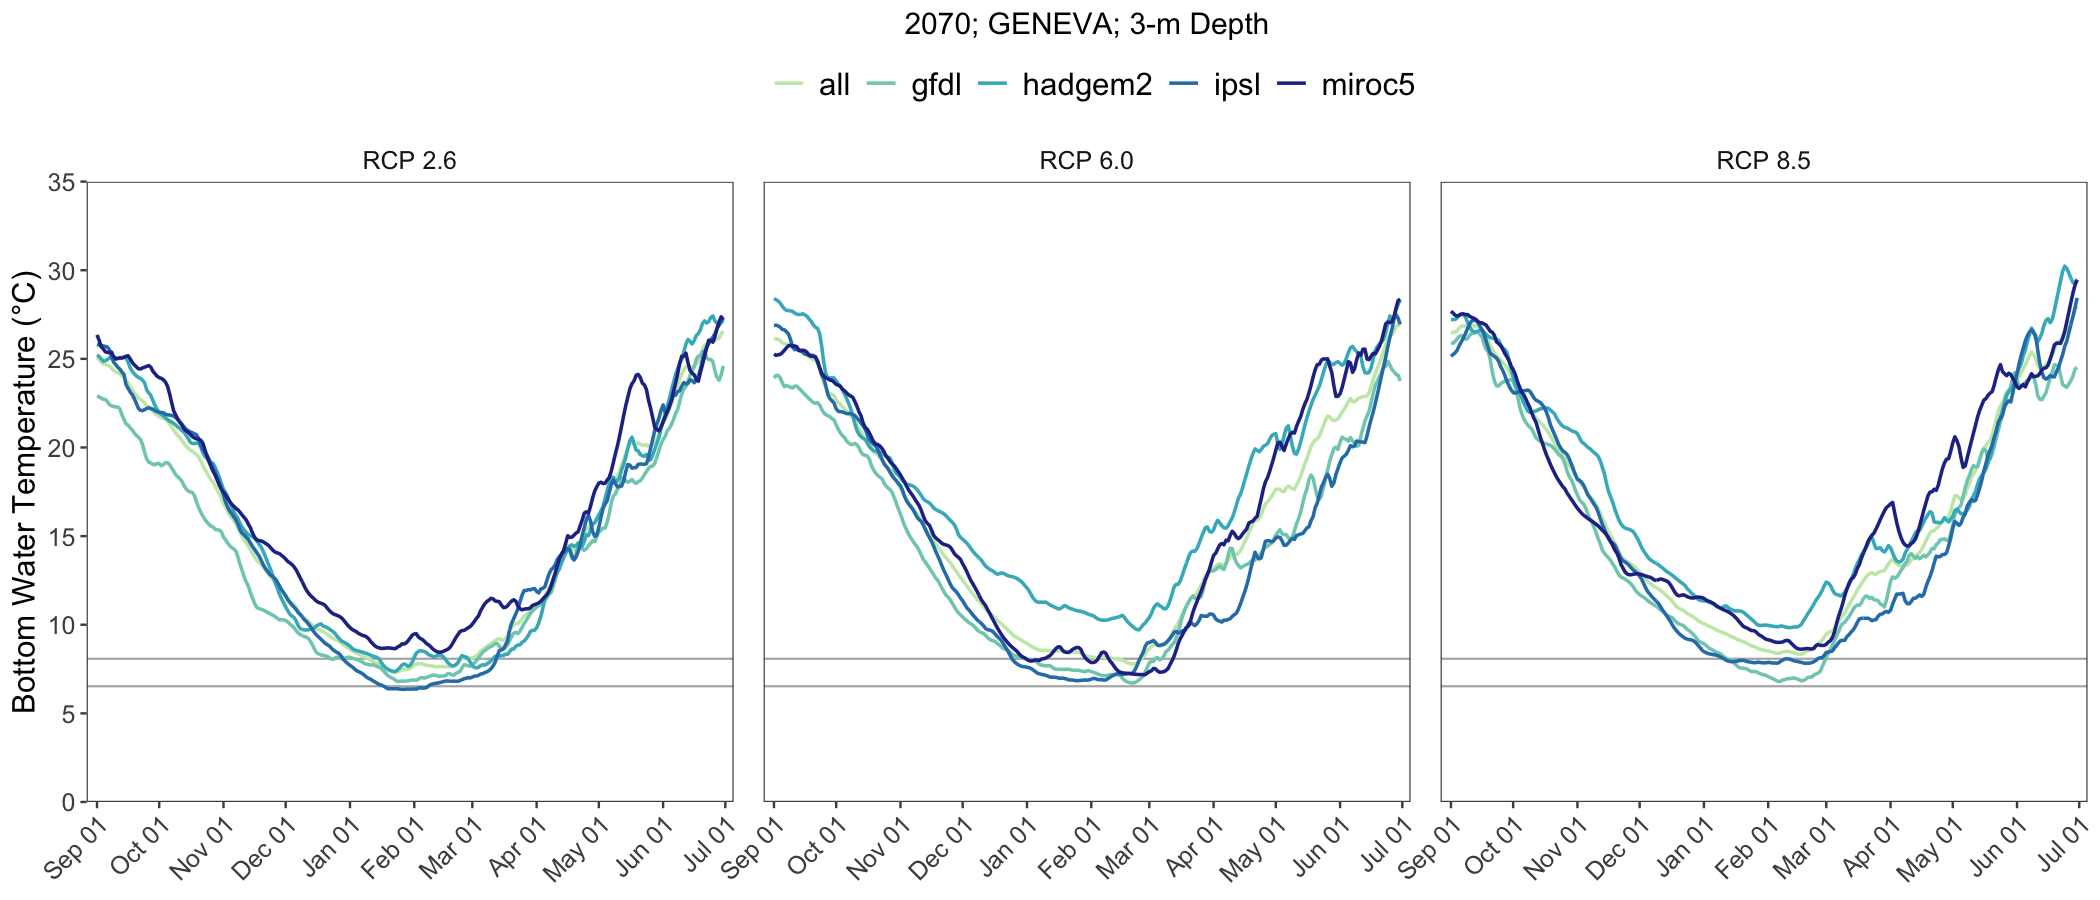 2070; GENEVA; 3-m Depth
all gfdl hadgem2 ipsl miroc5
RCP 2.6 RCP 6.0 RCP 8.5
Bottom Water Temperature (°C)
35
30
25
20
15
10
5
0
Sep 01 Oct 01 Nov 01 Dec 01 Jan 01 Feb 01 Mar 01 Apr 01 May 01 Jun 01 Jul 01 Sep 01 Oct 01 Nov 01 Dec 01 Jan 01 Feb 01 Mar 01 Apr 01 May 01 Jun 01 Jul 01 Sep 01 Oct 01 Nov 01 Dec 01 Jan 01 Feb 01 Mar 01 Apr 01 May 01 Jun 01 Jul 01